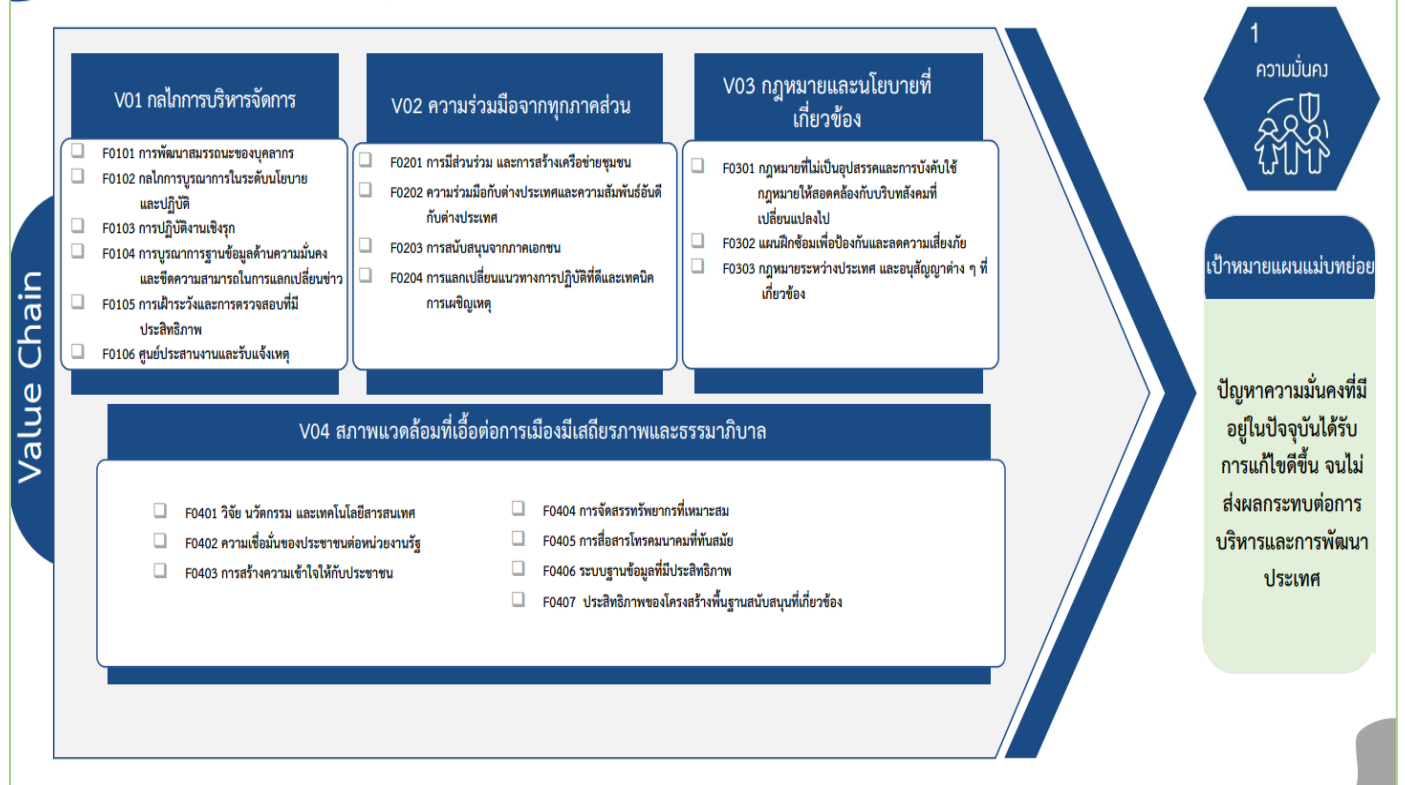 Value Chain
V01 กลไกการบริหารจัดการ
F0101 การพัฒนาสมรรถนะของบุคลากร
F0102 กลไกการบูรณาการในระดับนโยบาย
และปฏิบัติ
F0103 การปฏิบัติงานเชิงรุก
F0104 การบูรณาการฐานข้อมูลด้านความมั่นคง
และขีดความสามารถในการแลกเปลี่ยนข่าว
F0105 การเฝ้าระวังและการตรวจสอบที่มี
ประสิทธิภาพ
F0106 ศูนย์ประสานงานและรับแจ้งเหตุ
V02 ความร่วมมือจากทุกภาคส่วน
F0201 การมีส่วนร่วม และการสร้างเครือข่ายชุมชน
F0202 ความร่วมมือกับต่างประเทศและความสัมพันธ์อันดี
กับต่างประเทศ
F0203 การสนับสนุนจากภาคเอกชน
F0204 การแลกเปลี่ยนแนวทางการปฏิบัติที่ดีและเทคนิค
การเผชิญเหตุ
V03 กฎหมายและนโยบายที่
เกี่ยวข้อง
F0301 กฎหมายที่ไม่เป็นอุปสรรคและการบังคับใช้
กฎหมายให้สอดคล้องกับบริบทสังคมที่
เปลี่ยนแปลงไป
F0302 แผนฝึกซ้อมเพื่อป้องกันและลดความเสี่ยงภัย
F0303 กฎหมายระหว่างประเทศ และอนุสัญญาต่าง ๆ ที่
เกี่ยวข้อง
V04 สภาพแวดล้อมที่เอื้อต่อการเมืองมีเสถียรภาพและธรรมาภิบาล
F0401 วิจัย นวัตกรรม และเทคโนโลยีสารสนเทศ
F0402 ความเชื่อมั่นของประชาชนต่อหน่วยงานรัฐ
F0403 การสร้างความเข้าใจให้กับประชาชน
F0404 การจัดสรรทรัพยากรที่เหมาะสม
F0405 การสื่อสารโทรคมนาคมที่ทันสมัย
F0406 ระบบฐานข้อมูลที่มีประสิทธิภาพ
F0407 ประสิทธิภาพของโครงสร้างพื้นฐานสนับสนุนที่เกี่ยวข้อง
1
ความมั่นคง
เป้าหมายแผนแม่บทย่อย
ปัญหาความมั่นคงที่มี
อยู่ในปัจจุบันได้รับ
การแก้ไขดีขึ้น จนไม่
ส่งผลกระทบต่อการ
บริหารและการพัฒนา
ประเทศ